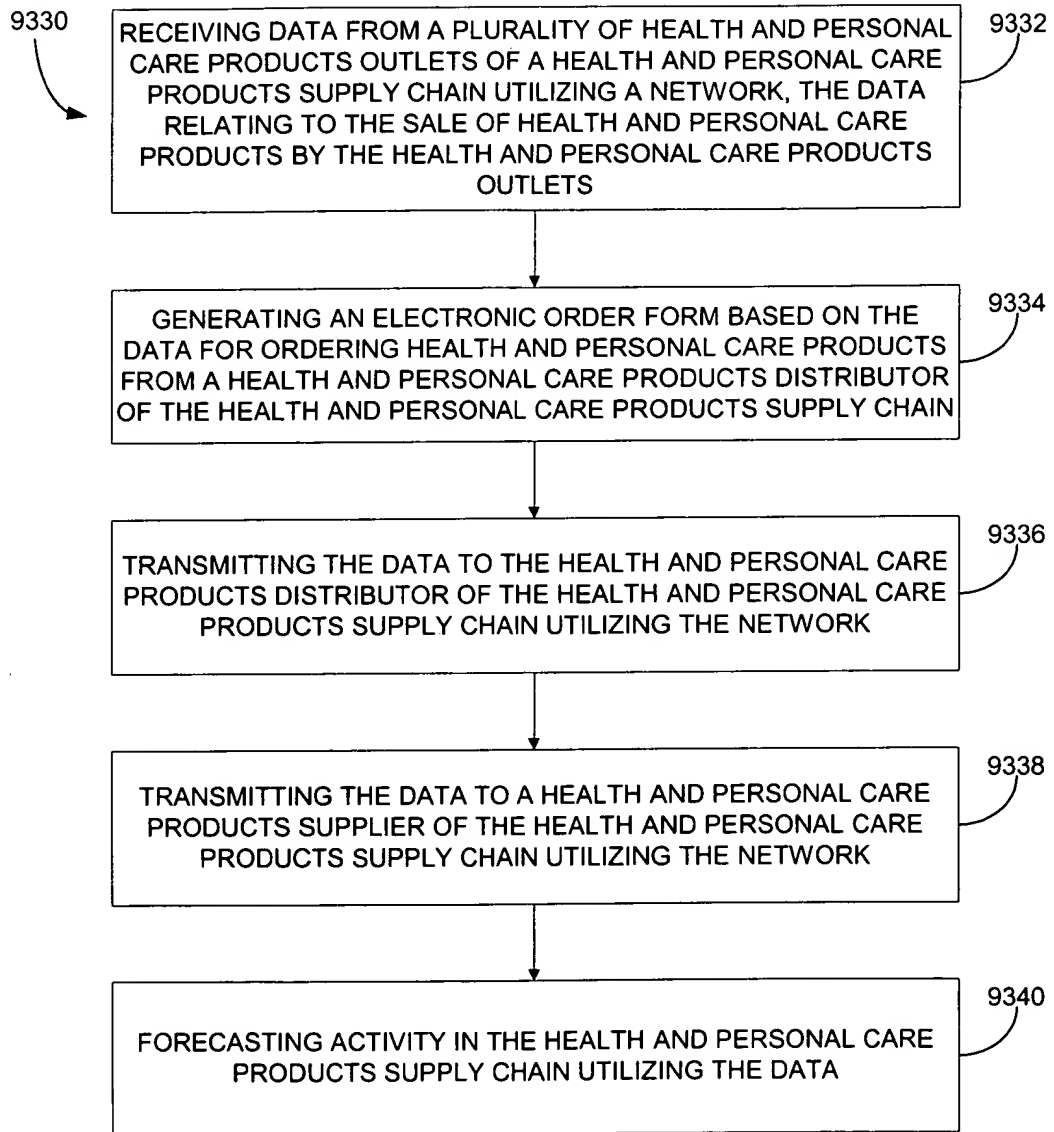 9330
RECEIVING DATA FROM A PLURALITY OF HEALTH AND PERSONAL
CARE PRODUCTS OUTLETS OF A HEALTH AND PERSONAL CARE
PRODUCTS SUPPLY CHAIN UTILIZING A NETWORK, THE DATA
RELATING TO THE SALE OF HEALTH AND PERSONAL CARE
PRODUCTS BY THE HEALTH AND PERSONAL CARE PRODUCTS
OUTLETS
9332
GENERATING AN ELECTRONIC ORDER FORM BASED ON THE
DATA FOR ORDERING HEALTH AND PERSONAL CARE PRODUCTS
FROM A HEALTH AND PERSONAL CARE PRODUCTS DISTRIBUTOR
OF THE HEALTH AND PERSONAL CARE PRODUCTS SUPPLY CHAIN
9334
TRANSMITTING THE DATA TO THE HEALTH AND PERSONAL CARE
PRODUCTS DISTRIBUTOR OF THE HEALTH AND PERSONAL CARE
PRODUCTS SUPPLY CHAIN UTILIZING THE NETWORK
9336
TRANSMITTING THE DATA TO A HEALTH AND PERSONAL CARE
PRODUCTS SUPPLIER OF THE HEALTH AND PERSONAL CARE
PRODUCTS SUPPLY CHAIN UTILIZING THE NETWORK
9338
FORECASTING ACTIVITY IN THE HEALTH AND PERSONAL CARE
PRODUCTS SUPPLY CHAIN UTILIZING THE DATA
9340